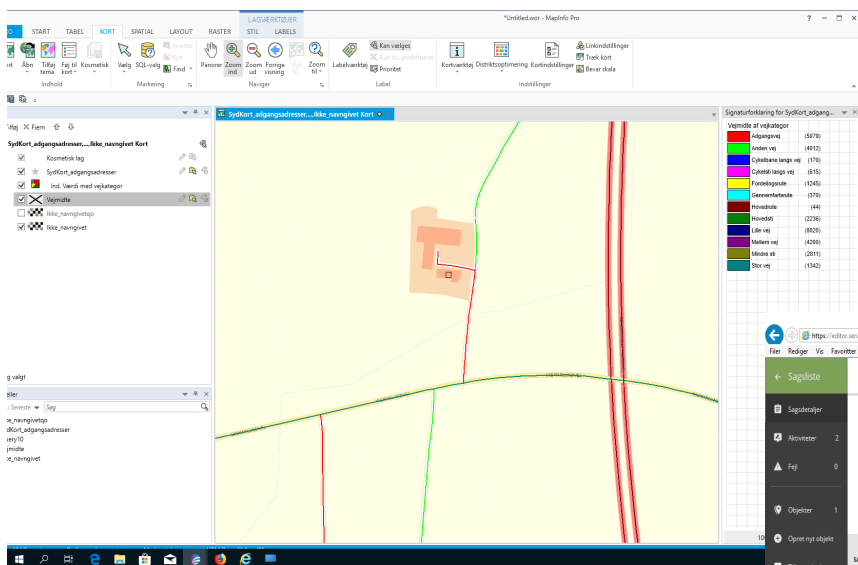 LAGVÆRKTØJER
"Untitled.wor - MapInfo Pro
START TABEL KORT SPATIAL LAYOUT RASTER STIL LABELS
Åbn
Tilføj tema
Føj til kort
Kosmetisk
Vælg
SQL-valg
Inverter
Ryd
Find
Panorer
Zoom ind
Zoom ud
Forrige visning
Zoom til
Labelværktøj
Kan vælges
Prioritet
Kortværktøj
Distriktsoptimering
Kortindstillinger
Linkindstillinger
Træk kort
Bevar skala
Indhold
Markering
Naviger
Label
Indstillinger
Fjern
SydKort_adgangsadresser,...,Ikke_navngivet Kort
Kosmetisk lag
SydKort_adgangsadresser
Ind. Værdi med vejkategor
Vejmidte
Ikke_navngivetqo
Ikke_navngivet
g valgt
Seneste
Søg
SydKort_adgangsadresser,...,Ikke_navngivet Kort
Signaturforklaring for SydKort_adgang...
Vejmidte af vejkategor
Adgangsvej (5079)
Anden vej (4012)
Cykelbane langs vej (170)
Cykelsti langs vej (615)
Fordelingsrute (1245)
Gennemfartsrute (370)
Hovedrute (44)
Hovedsti (2236)
Lille vej (8020)
Mellem vej (4200)
Mindre sti (2811)
Stor vej (1342)
https://editor.serv
Filer Rediger Vis Favoritter
Sagsliste
Sagsdetaljer
Aktiviteter 2
Fejl 0
Objekter 1
Opret nyt objekt